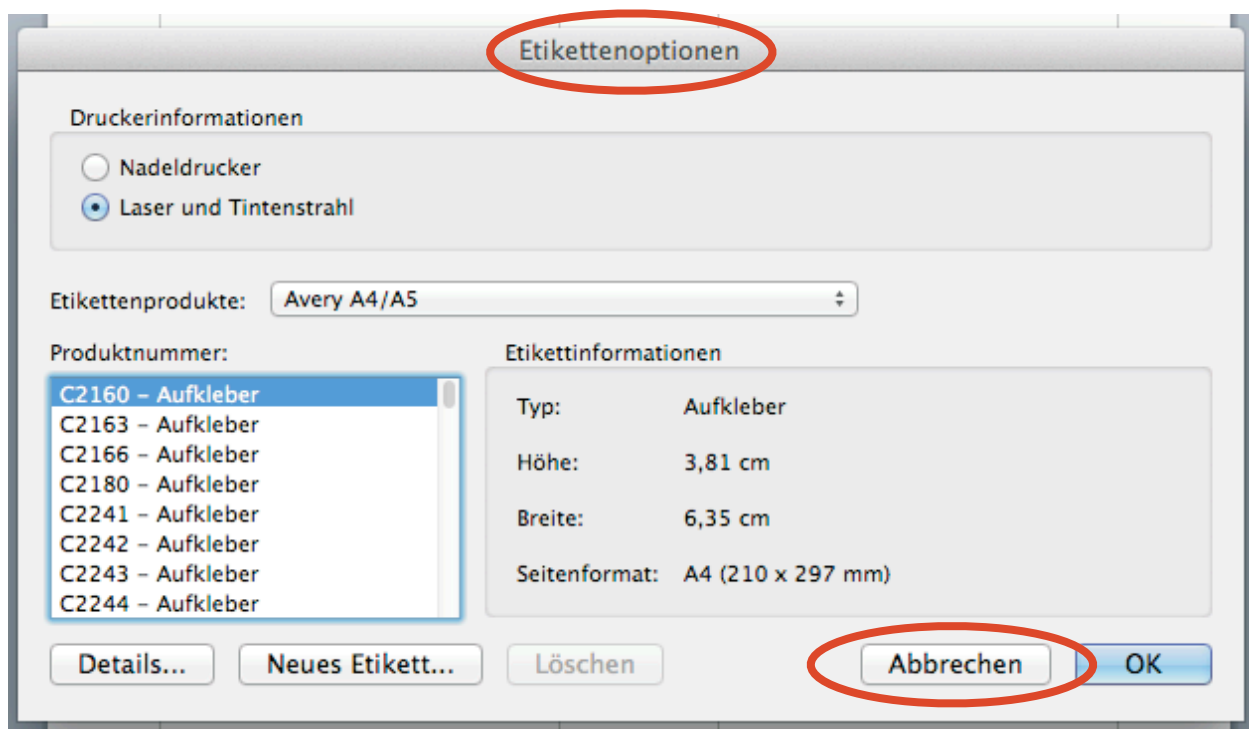 Etikettenoptionen
Druckerinformationen
Nadeldrucker
Laser und Tintenstrahl
Etikettenprodukte: Avery A4/A5
Produktnummer:
C2160 – Aufkleber
C2163 – Aufkleber
C2166 – Aufkleber
C2180 – Aufkleber
C2241 – Aufkleber
C2242 – Aufkleber
C2243 – Aufkleber
C2244 – Aufkleber
Etikettinformationen
Typ: Aufkleber
Höhe: 3,81 cm
Breite: 6,35 cm
Seitenformat: A4 (210 x 297 mm)
Details... Neues Etikett... Löschen Abbrechen OK